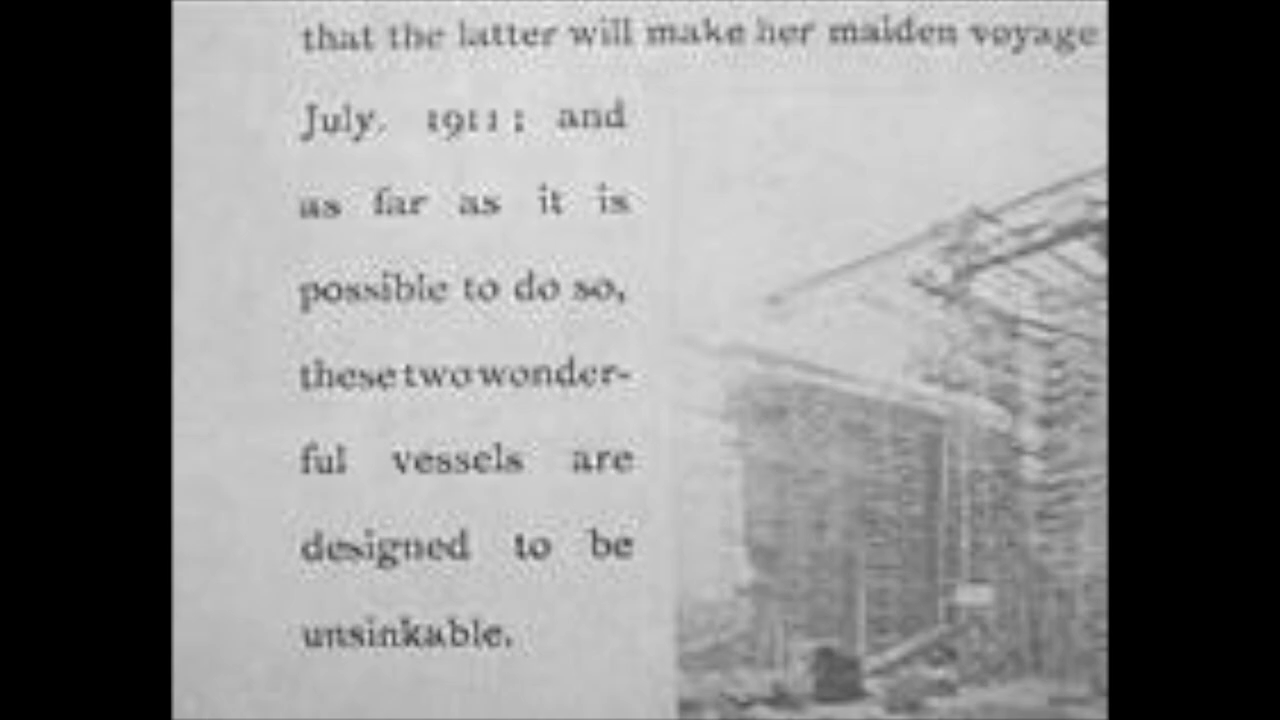 that the latter will make her maiden voyage
July, 1911; and
as far as it is
possible to do so,
these two wonder-
ful vessels are
designed to be
unsinkable.